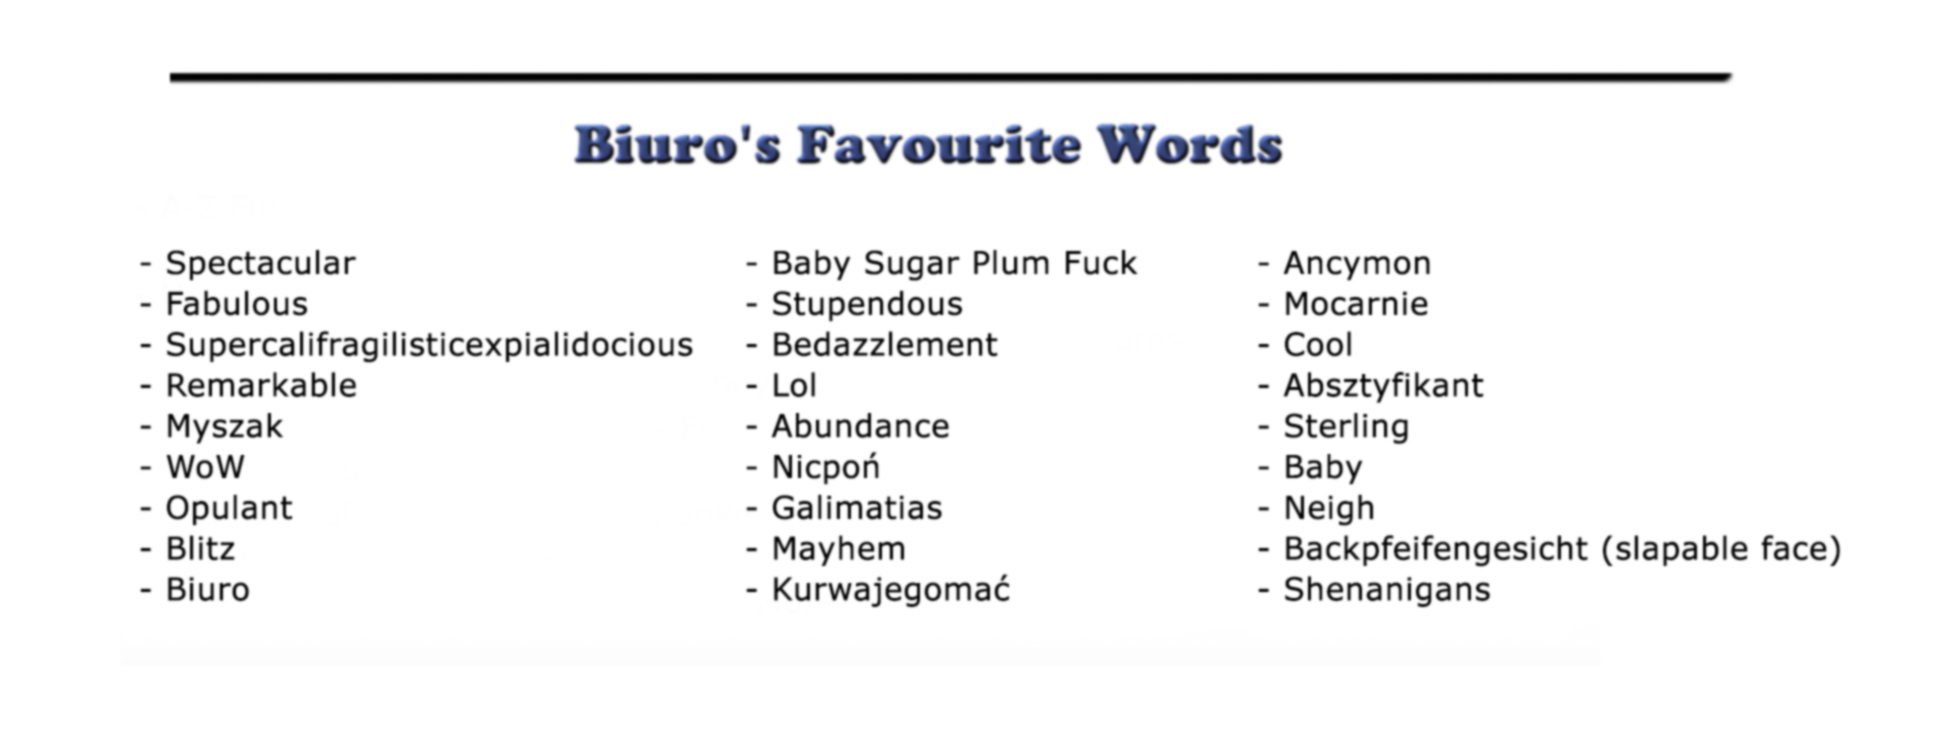 Biuro's Favourite Words
- Spectacular
- Fabulous
- Supercalifragilisticexpialidocious
- Remarkable
- Myszak
- WoW
- Opulant
- Blitz
- Biuro
- Baby Sugar Plum Fuck
- Stupendous
- Bedazzlement
- Lol
- Abundance
- Nicpoń
- Galimatias
- Mayhem
- Kurwajegomać
- Ancymon
- Mocarnie
- Cool
- Absztyfikant
- Sterling
- Baby
- Neigh
- Backpfeifengesicht (slapable face)
- Shenanigans